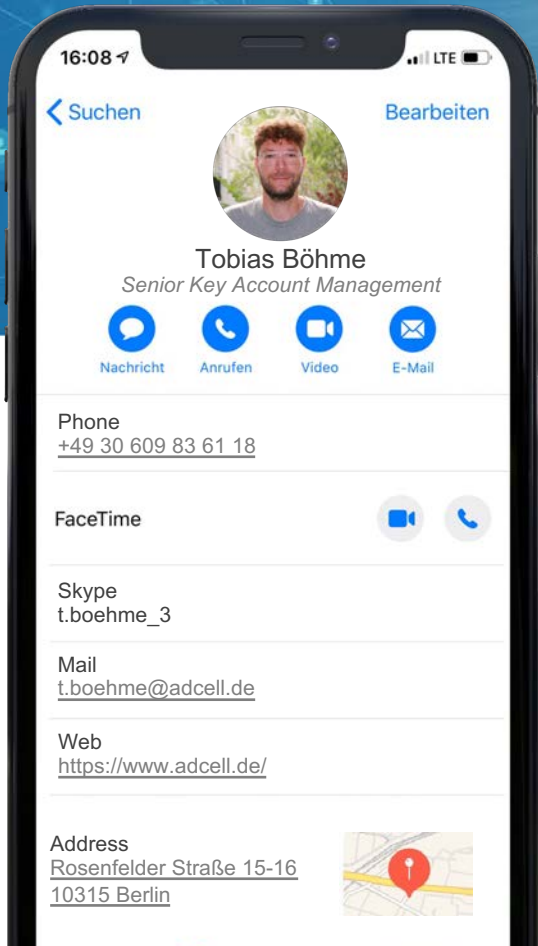 16:08
LTE
Suchen
Bearbeiten
Tobias Böhme
Senior Key Account Management
Nachricht Anrufen Video E-Mail
Phone
+49 30 609 83 61 18
FaceTime
Skype
t.boehme_3
Mail
t.boehme@adcell.de
Web
https://www.adcell.de/
Address
Rosenfelder Straße 15-16
10315 Berlin